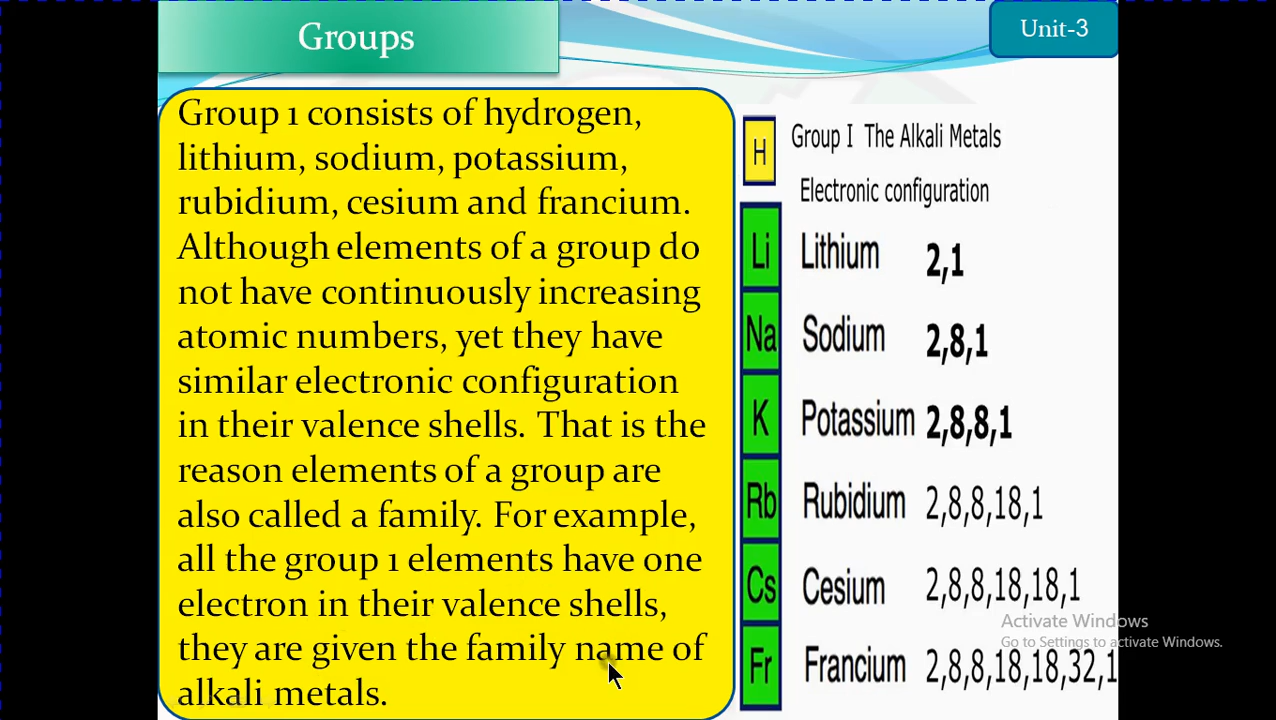 Groups
Unit-3
Group 1 consists of hydrogen,
lithium, sodium, potassium,
rubidium, cesium and francium.
Although elements of a group do
not have continuously increasing
atomic numbers, yet they have
similar electronic configuration
in their valence shells. That is the
reason elements of a group are
also called a family. For example,
all the group 1 elements have one
electron in their valence shells,
they are given the family name of
alkali metals.
H Group I The Alkali Metals
Electronic configuration
Li Lithium 2,1
Na Sodium 2,8,1
K Potassium 2,8,8,1
Rb Rubidium 2,8,8,18,1
Cs Cesium 2,8,8,18,18,1
Fr Francium 2,8,8,18,18,32,1
Activate Windows
Go to Settings to activate Windows.